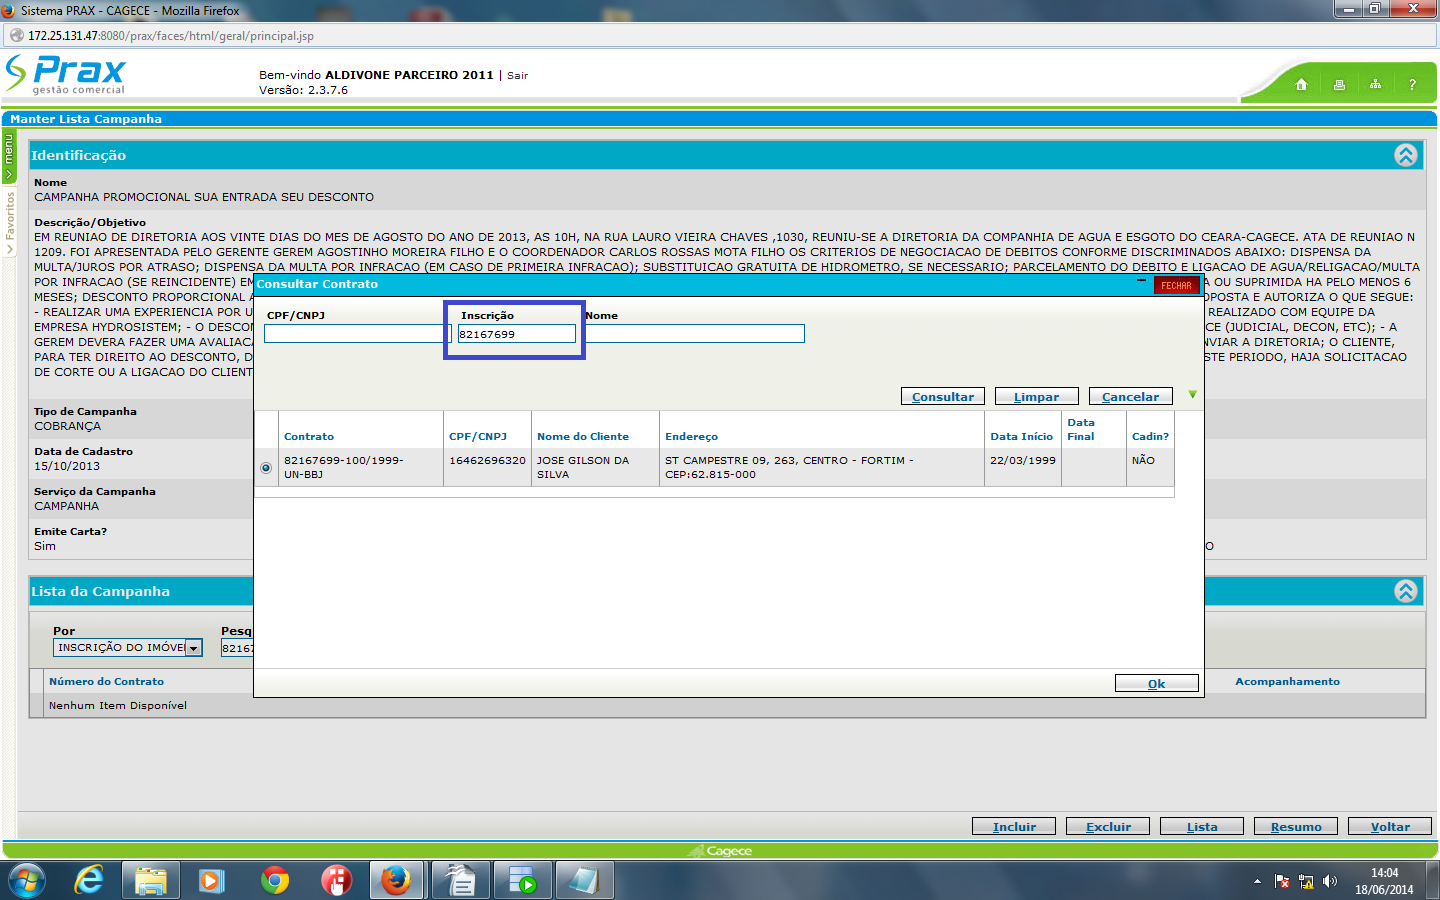 Sistema PRAX - CAGECE - Mozilla Firefox
172.25.131.47:8080/prax/faces/html/geral/principal.jsp
Prax
gestão comercial
Bem-vindo ALDIVONE PARCEIRO 2011 | Sair
Versão: 2.3.7.6
?
Manter Lista Campanha
menu
Favoritos
Identificação
Nome
CAMPANHA PROMOCIONAL SUA ENTRADA SEU DESCONTO
Descrição/Objetivo
EM REUNIAO DE DIRETORIA AOS VINTE DIAS DO MES DE AGOSTO DO ANO DE 2013, AS 10H, NA RUA LAURO VIEIRA CHAVES ,1030, REUNIU-SE A DIRETORIA DA COMPANHIA DE AGUA E ESGOTO DO CEARA-CAGECE. ATA DE REUNIAO N
1209. FOI APRESENTADA PELO GERENTE GEREM AGOSTINHO MOREIRA FILHO E O COORDENADOR CARLOS ROSSAS MOTA FILHO OS CRITERIOS DE NEGOCIACAO DE DEBITOS CONFORME DISCRIMINADOS ABAIXO: DISPENSA DA
MULTA/JUROS POR ATRASO; DISPENSA DA MULTA POR INFRACAO (EM CASO DE PRIMEIRA INFRACAO); SUBSTITUICAO GRATUITA DE HIDROMETRO, SE NECESSARIO; PARCELAMENTO DO DEBITO E LIGACAO DE AGUA/RELIGACAO/MULTA
POR INFRACAO (SE REINCIDENTE) EM
A OU SUPRIMIDA HA PELO MENOS 6
MESES; DESCONTO PROPORCIONAL A
OPOSTA E AUTORIZA O QUE SEGUE:
- REALIZAR UMA EXPERIENCIA POR U
REALIZADO COM EQUIPE DA
EMPRESA HYDROSISTEM; - O DESCON
CE (JUDICIAL, DECON, ETC); - A
GEREM DEVERA FAZER UMA AVALIAC
NVIAR A DIRETORIA; O CLIENTE,
PARA TER DIREITO AO DESCONTO, D
STE PERIODO, HAJA SOLICITACAO
DE CORTE OU A LIGACAO DO CLIENT
Tipo de Campanha
COBRANÇA
Data de Cadastro
15/10/2013
Serviço da Campanha
CAMPANHA
Emite Carta?
Sim
O
Consultar Contrato
FECHAR
CPF/CNPJ Inscrição Nome
82167699
Consultar Limpar Cancelar
Contrato CPF/CNPJ Nome do Cliente Endereço Data Início Data Final Cadin?
82167699-100/1999- 16462696320 JOSE GILSON DA ST CAMPESTRE 09, 263, CENTRO - FORTIM - 22/03/1999 NÃO
UN-BBJ SILVA CEP:62.815-000
Ok
Lista da Campanha
Por Pesq
INSCRIÇÃO DO IMÓVE 8216
Número do Contrato Acompanhamento
Nenhum Item Disponível
Incluir Excluir Lista Resumo Voltar
Cagece
14:04
18/06/2014